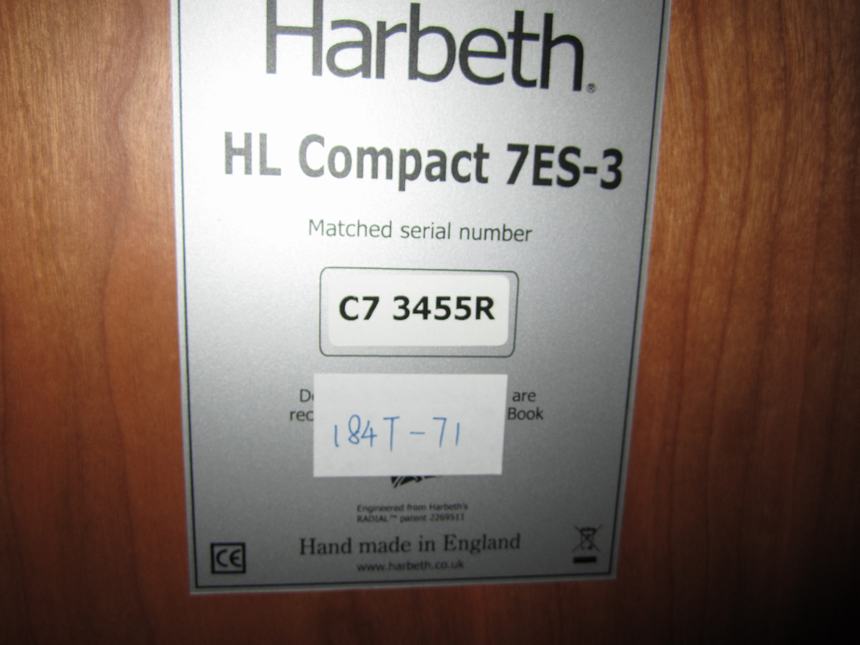 Harbeth®
HL Compact 7ES-3
Matched serial number
C7 3455R
are
Book
184T-71
Engineered from Harbeth's
RADIAL™ patent 2269511
Hand made in England
www.harbeth.co.uk
CE